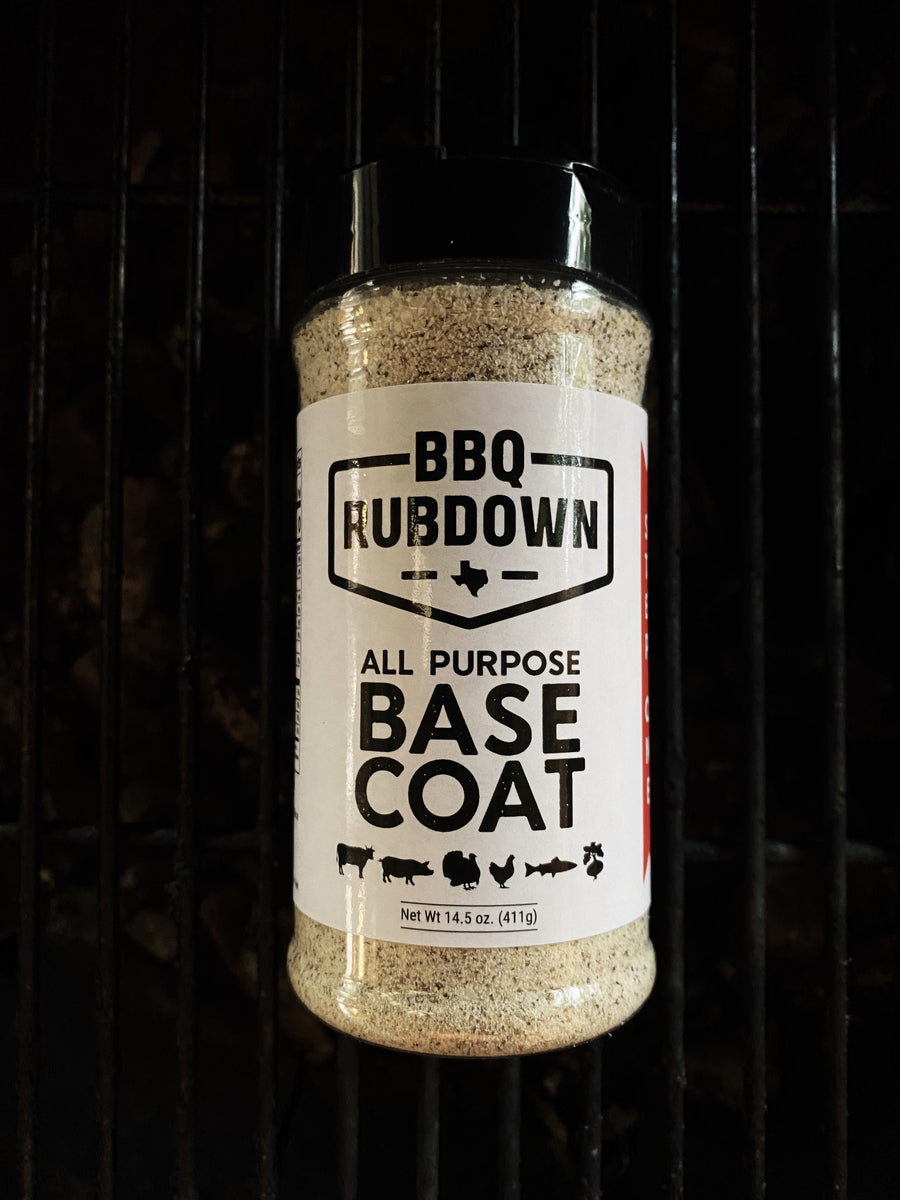 BBQ
RUBDOWN
ALL PURPOSE
BASE
COAT
Net Wt 14.5 oz. (411g)